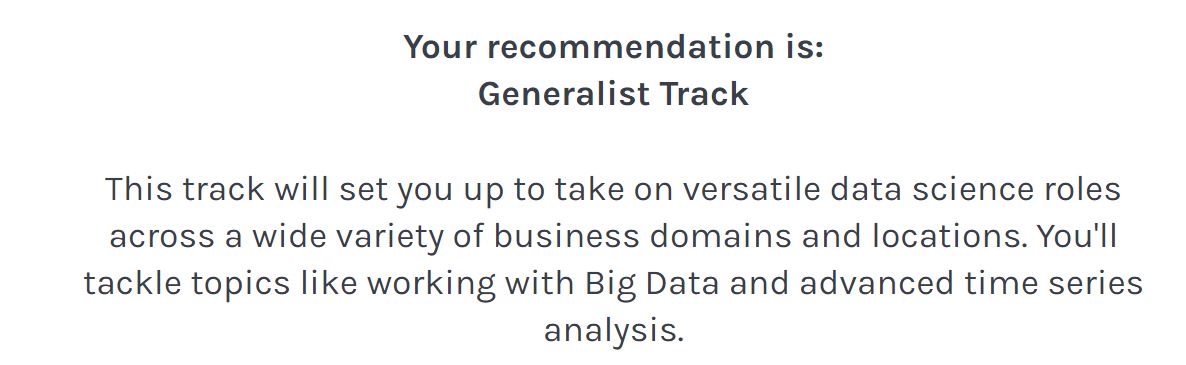 Your recommendation is:
Generalist Track
This track will set you up to take on versatile data science roles
across a wide variety of business domains and locations. You'll
tackle topics like working with Big Data and advanced time series
analysis.